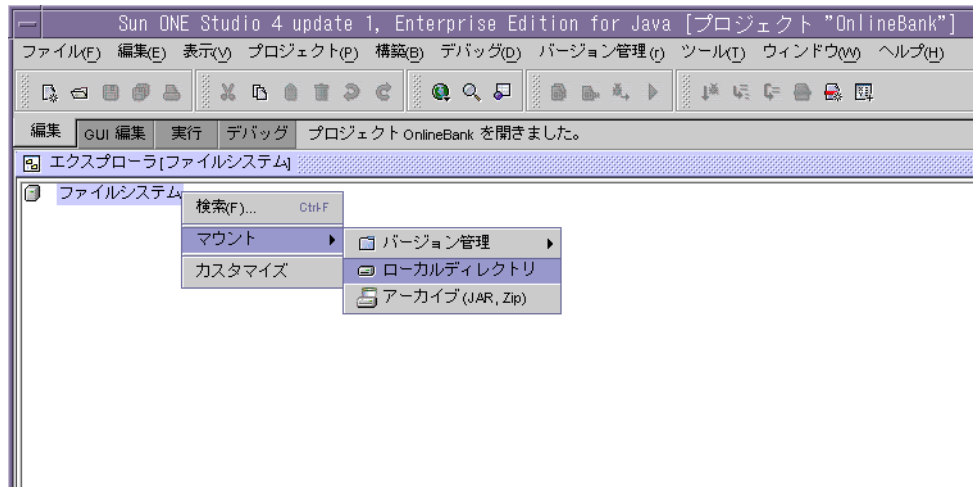 Sun ONE Studio 4 update 1, Enterprise Edition for Java [プロジェクト "OnlineBank"]
ファイル(F) 編集(E) 表示(V) プロジェクト(P) 構築(B) デバッグ(D) バージョン管理(r) ツール(T) ウィンドウ(W) ヘルプ(H)
編集 GUI 編集 実行 デバッグ プロジェクト OnlineBank を開きました。
エクスプローラ[ファイルシステム]
ファイルシステム
検索(F)... Ctrl-F
マウント バージョン管理
カスタマイズ ローカルディレクトリ
アーカイブ (JAR, Zip)